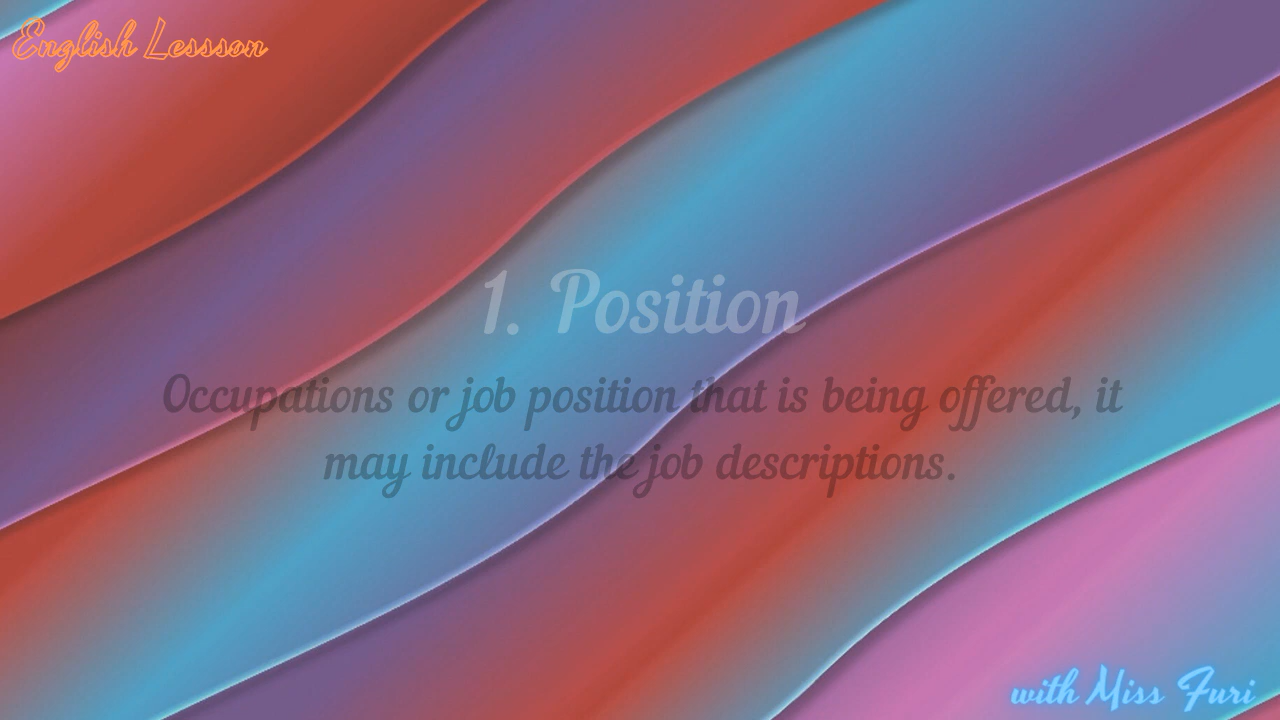 English Lessson
1. Position
Occupations or job position that is being offered, it
may include the job descriptions.
with Miss Furi